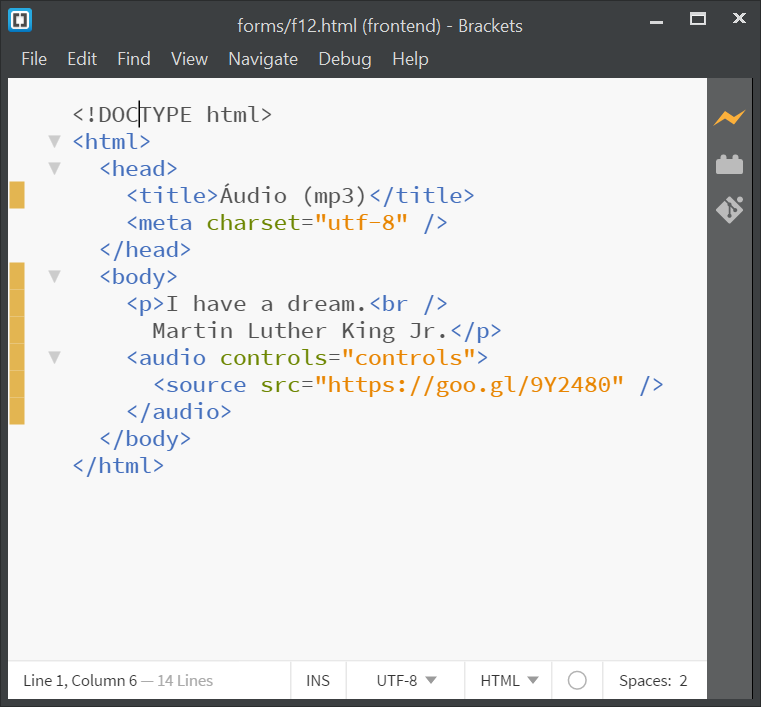 forms/f12.html (frontend) - Brackets
File Edit Find View Navigate Debug Help
<!DOCTYPE html>
<html>
<head>
<title>Áudio (mp3)</title>
<meta charset="utf-8" />
</head>
<body>
<p>I have a dream.<br />
Martin Luther King Jr.</p>
<audio controls="controls">
<source src="https://goo.gl/9Y2480" />
</audio>
</body>
</html>
Line 1, Column 6 — 14 Lines INS UTF-8 HTML Spaces: 2